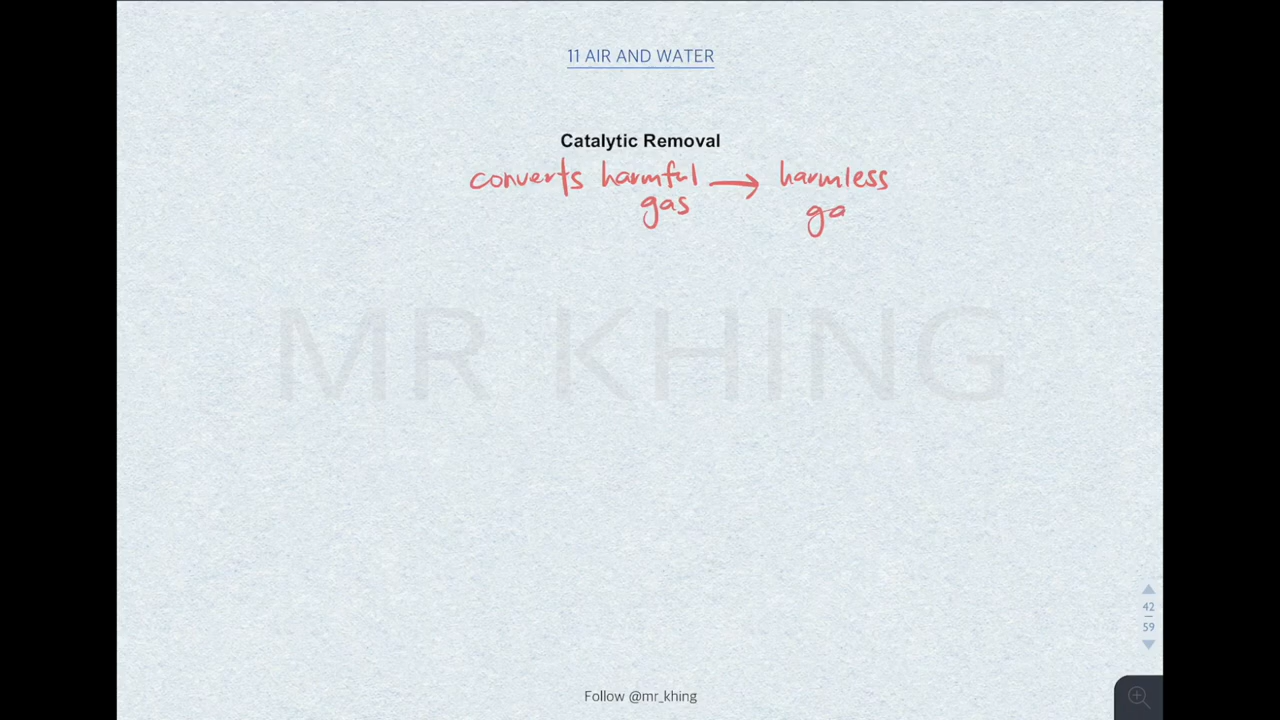 11 AIR AND WATER
Catalytic Removal
converts harmful → harmless
gas ga
MR KHING
42
59
Follow @mr_khing